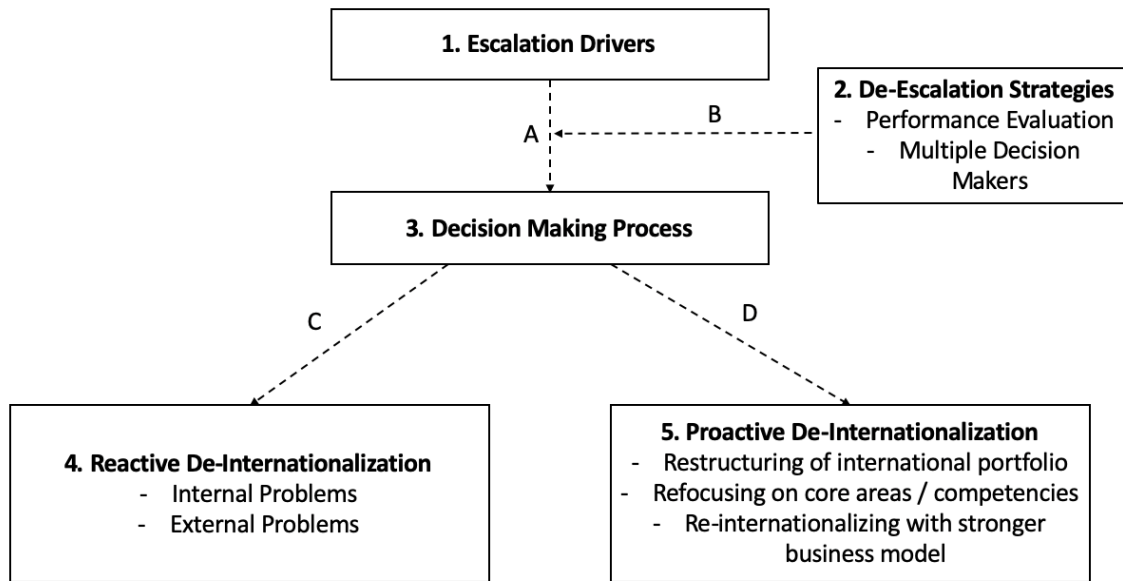 1. Escalation Drivers
2. De-Escalation Strategies
- Performance Evaluation
- Multiple Decision
Makers
A
B
3. Decision Making Process
C
D
4. Reactive De-Internationalization
- Internal Problems
- External Problems
5. Proactive De-Internationalization
- Restructuring of international portfolio
- Refocusing on core areas / competencies
- Re-internationalizing with stronger
business model